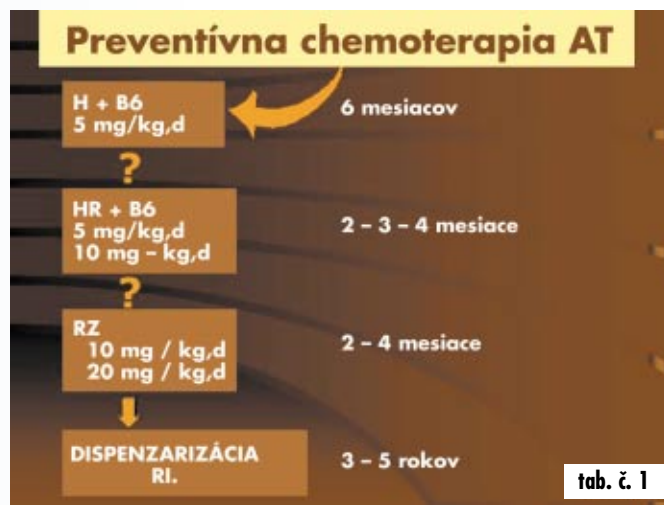 Preventívna chemoterapia AT
H + B6
5 mg/kg,d
6 mesiacov
?
HR + B6
5 mg/kg,d
10 mg – kg,d
2 – 3 – 4 mesiace
?
RZ
10 mg / kg,d
20 mg / kg,d
2 – 4 mesiace
DISPENZARIZÁCIA
RI.
3 – 5 rokov
tab. č. 1